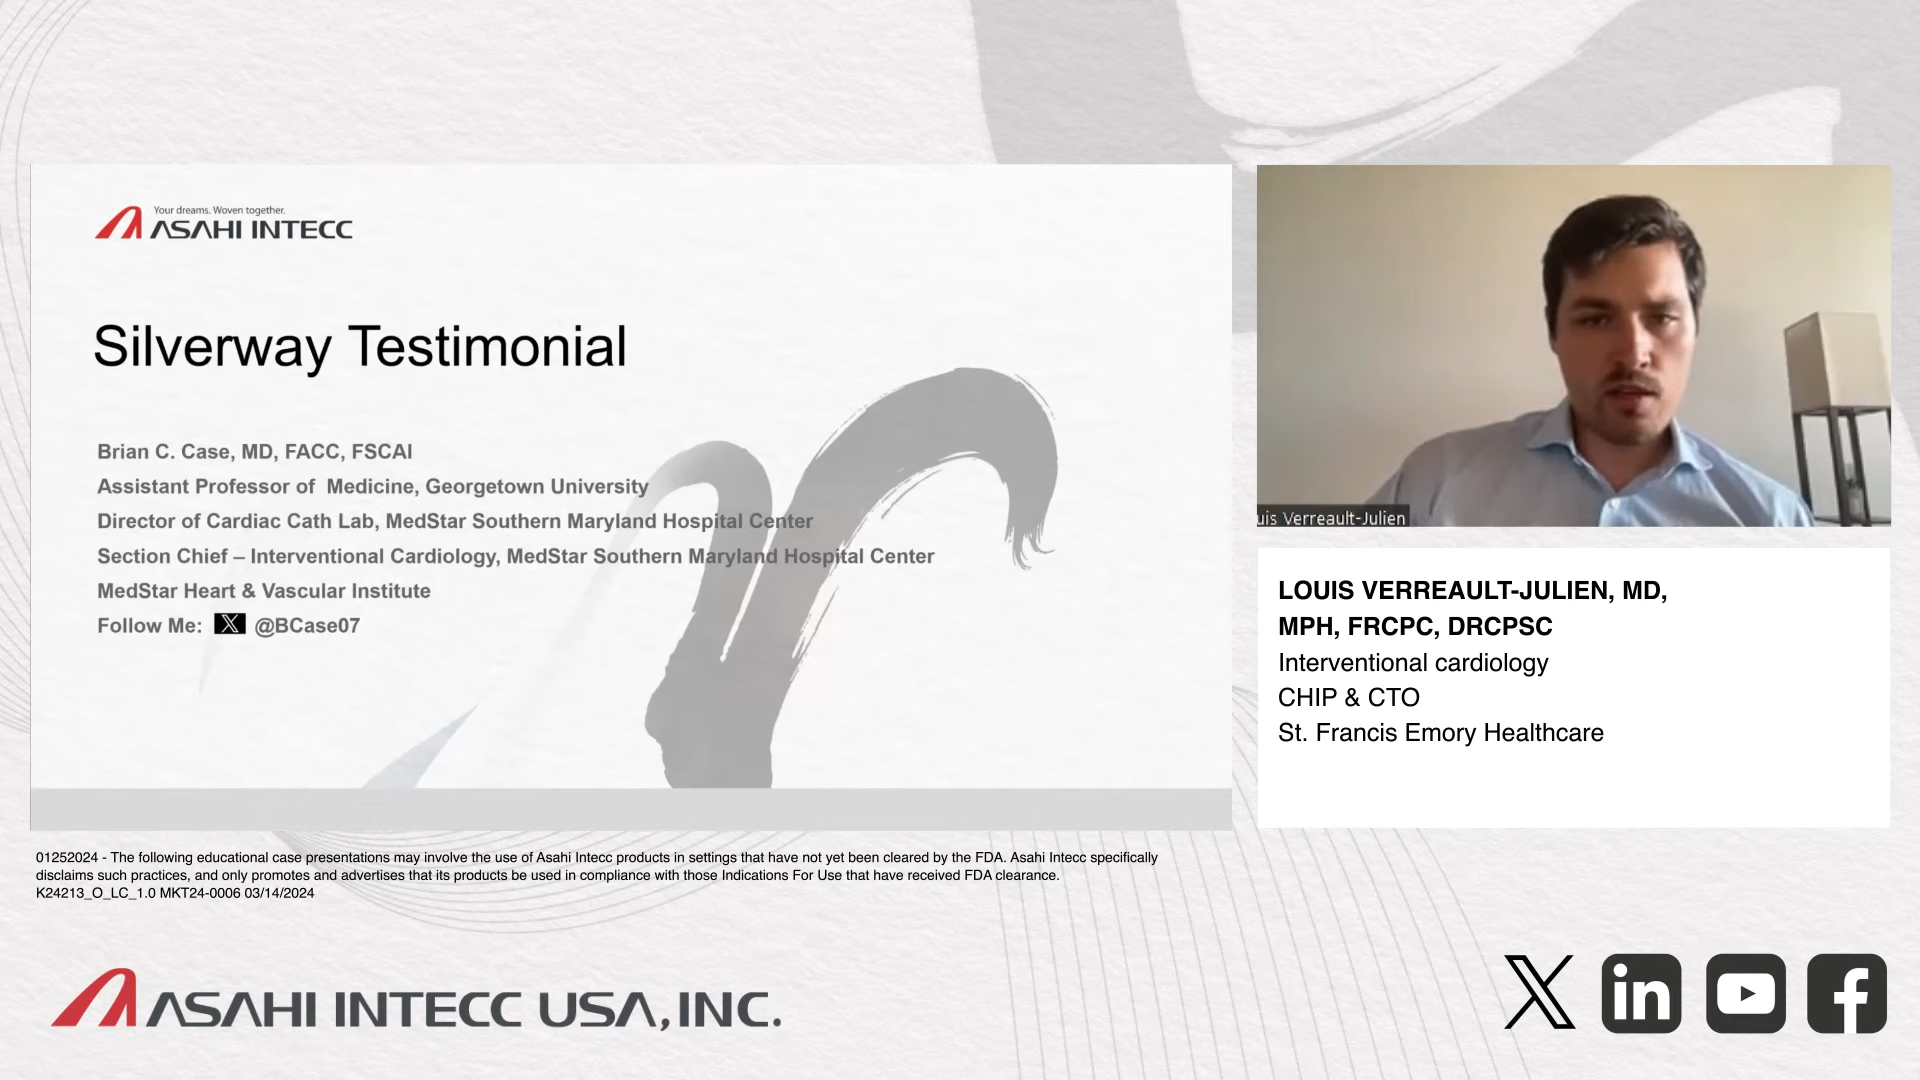 Your dreams. Woven together.
ASAHI INTECC
Silverway Testimonial
Brian C. Case, MD, FACC, FSCAI
Assistant Professor of  Medicine, Georgetown University
Director of Cardiac Cath Lab, MedStar Southern Maryland Hospital Center
Section Chief – Interventional Cardiology, MedStar Southern Maryland Hospital Center
MedStar Heart & Vascular Institute
Follow Me: X @BCase07
uis Verreault-Julien
LOUIS VERREAULT-JULIEN, MD,
MPH, FRCPC, DRCPSC
Interventional cardiology
CHIP & CTO
St. Francis Emory Healthcare
01252024 - The following educational case presentations may involve the use of Asahi Intecc products in settings that have not yet been cleared by the FDA. Asahi Intecc specifically
disclaims such practices, and only promotes and advertises that its products be used in compliance with those Indications For Use that have received FDA clearance.
K24213_O_LC_1.0 MKT24-0006 03/14/2024
ASAHI INTECC USA, INC.
X in f